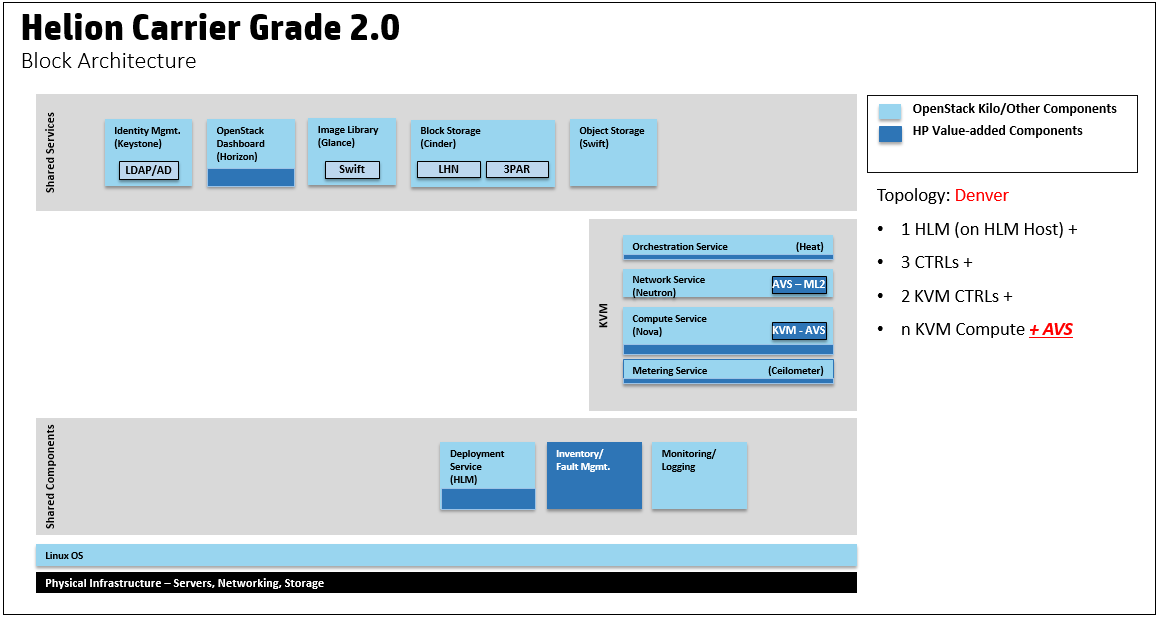 Helion Carrier Grade 2.0
Block Architecture
Shared Services
Identity Mgmt.
(Keystone)
LDAP/AD
OpenStack
Dashboard
(Horizon)
Image Library
(Glance)
Swift
Block Storage
(Cinder)
LHN
3PAR
Object Storage
(Swift)
OpenStack Kilo/Other Components
HP Value-added Components
Topology: Denver
• 1 HLM (on HLM Host) +
• 3 CTRLs +
• 2 KVM CTRLs +
• n KVM Compute + AVS
KVM
Orchestration Service (Heat)
Network Service
(Neutron)
AVS – ML2
Compute Service
(Nova)
KVM - AVS
Metering Service (Ceilometer)
Shared Components
Deployment
Service
(HLM)
Inventory/
Fault Mgmt.
Monitoring/
Logging
Linux OS
Physical Infrastructure – Servers, Networking, Storage